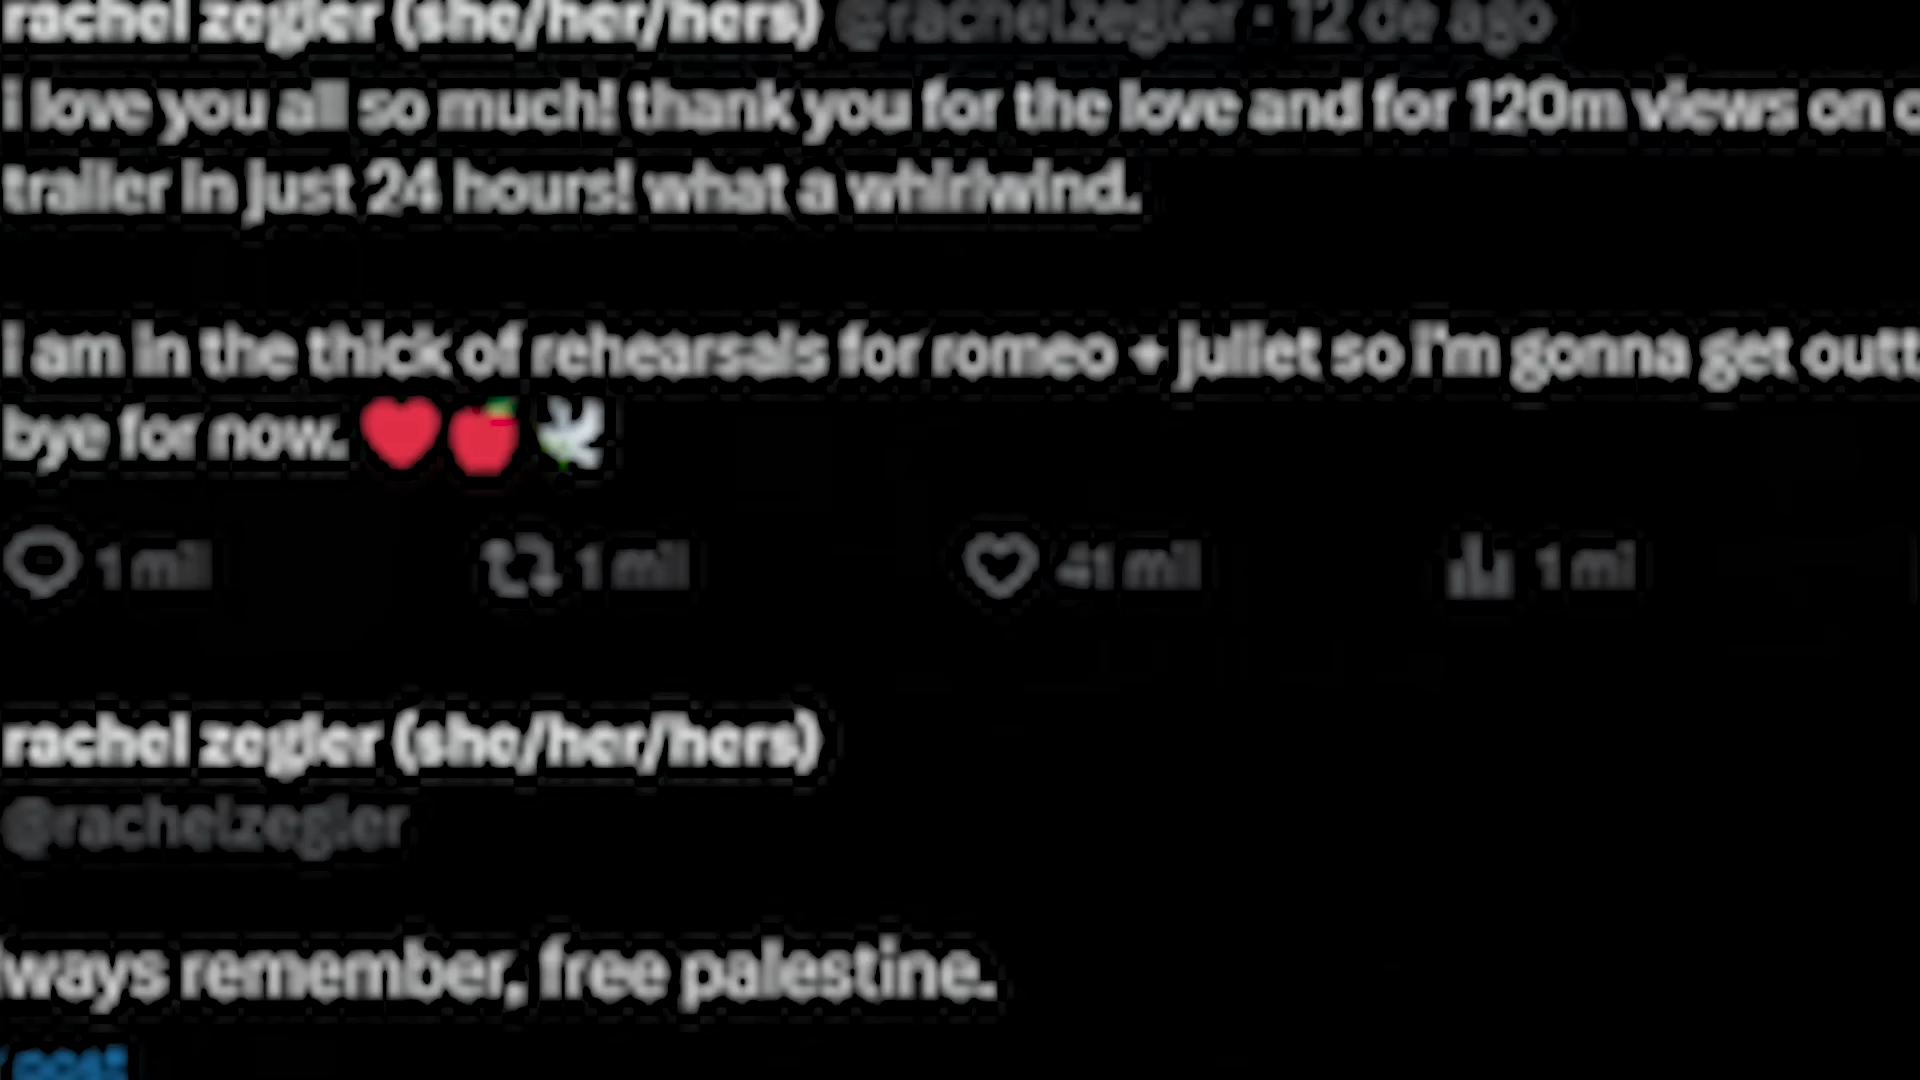 rachel zegler (she/her/hers) @rachelzegler · 12 de ago
i love you all so much! thank you for the love and for 120m views on
trailer in just 24 hours! what a whirlwind.
i am in the thick of rehearsals for romeo + juliet so i'm gonna get outt
bye for now. ❤️🍎🕊️
1 mil 1 mil 41 mil 1 mi
rachel zegler (she/her/hers)
@rachelzegler
ways remember, free palestine.
post